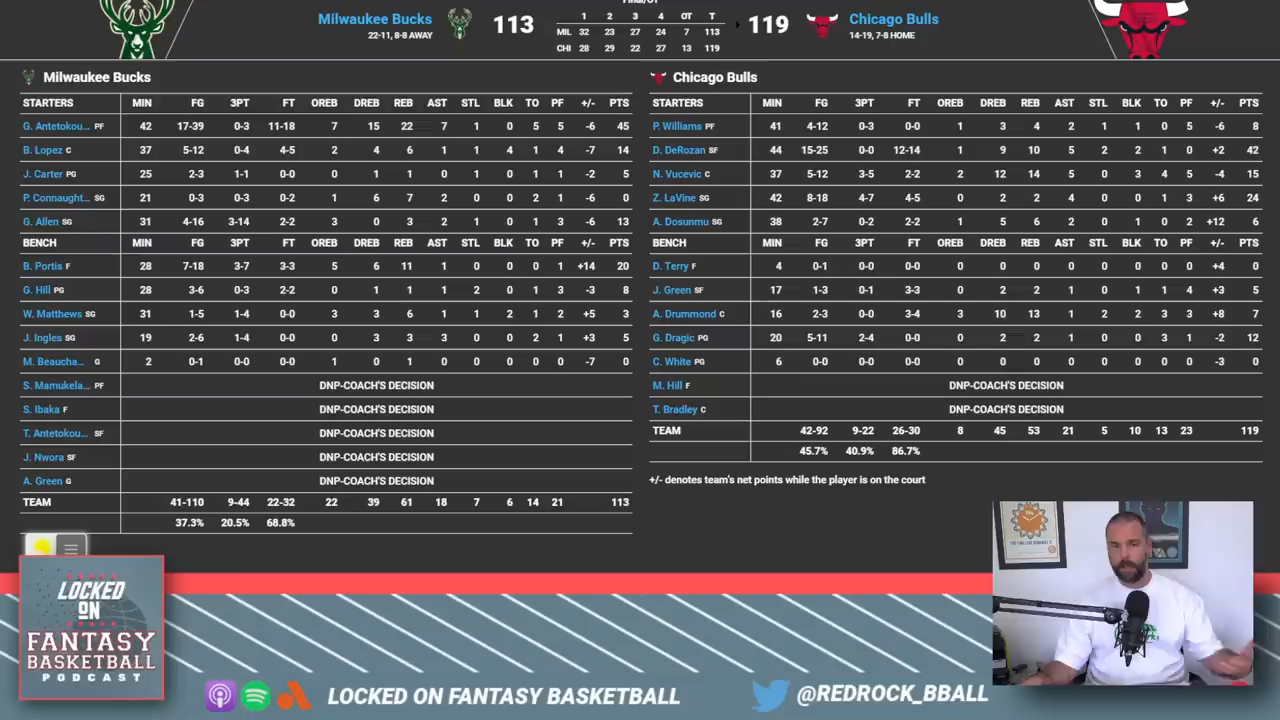 Final/OT
Milwaukee Bucks 113 1 2 3 4 OT T 119 Chicago Bulls
22-11, 8-8 AWAY MIL 32 23 27 24 7 113 14-19, 7-8 HOME
CHI 28 29 22 27 13 119
Milwaukee Bucks
STARTERS MIN FG 3PT FT OREB DREB REB AST STL BLK TO PF +/- PTS
G. Antetokou... PF 42 17-39 0-3 11-18 7 15 22 7 1 0 5 5 -6 45
B. Lopez C 37 5-12 0-4 4-5 2 4 6 1 1 4 1 4 -7 14
J. Carter PG 25 2-3 1-1 0-0 0 1 1 0 1 0 1 1 -2 5
P. Connaught... SG 21 0-3 0-3 0-2 1 6 7 2 0 0 2 1 -6 0
G. Allen SG 31 4-16 3-14 2-2 3 0 3 2 1 0 1 3 -6 13
BENCH MIN FG 3PT FT OREB DREB REB AST STL BLK TO PF +/- PTS
B. Portis F 28 7-18 3-7 3-3 5 6 11 1 0 0 0 1 +14 20
G. Hill PG 28 3-6 0-3 2-2 0 1 1 1 2 0 1 3 -3 8
W. Matthews SG 31 1-5 1-4 0-0 3 3 6 1 1 2 1 2 +5 3
J. Ingles SG 19 2-6 1-4 0-0 0 3 3 3 0 0 2 1 +3 5
M. Beaucha... G 2 0-1 0-0 0-0 1 0 1 0 0 0 0 0 -7 0
S. Mamukela... PF DNP-COACH'S DECISION
S. Ibaka F DNP-COACH'S DECISION
T. Antetokou... SF DNP-COACH'S DECISION
J. Nwora SF DNP-COACH'S DECISION
A. Green G DNP-COACH'S DECISION
TEAM 41-110 9-44 22-32 22 39 61 18 7 6 14 21 113
37.3% 20.5% 68.8%
Chicago Bulls
STARTERS MIN FG 3PT FT OREB DREB REB AST STL BLK TO PF +/- PTS
P. Williams PF 41 4-12 0-3 0-0 1 3 4 2 1 1 0 5 -6 8
D. DeRozan SF 44 15-25 0-0 12-14 1 9 10 5 2 2 1 0 +2 42
N. Vucevic C 37 5-12 3-5 2-2 2 12 14 5 0 3 4 5 -4 15
Z. LaVine SG 42 8-18 4-7 4-5 0 2 2 4 0 0 1 3 +6 24
A. Dosunmu SG 38 2-7 0-2 2-2 1 5 6 2 0 1 0 2 +12 6
BENCH MIN FG 3PT FT OREB DREB REB AST STL BLK TO PF +/- PTS
D. Terry F 4 0-1 0-0 0-0 0 0 0 0 0 0 0 0 +4 0
J. Green SF 17 1-3 0-1 3-3 0 2 2 1 0 1 1 4 +3 5
A. Drummond C 16 2-3 0-0 3-4 3 10 13 1 2 2 3 3 +8 7
G. Dragic PG 20 5-11 2-4 0-0 0 2 2 1 0 0 3 1 -2 12
C. White PG 6 0-0 0-0 0-0 0 0 0 0 0 0 0 0 -3 0
M. Hill F DNP-COACH'S DECISION
T. Bradley C DNP-COACH'S DECISION
TEAM 42-92 9-22 26-30 8 45 53 21 5 10 13 23 119
45.7% 40.9% 86.7%
+/- denotes team's net points while the player is on the court
LOCKED
ON
FANTASY
BASKETBALL
PODCAST
LOCKED ON FANTASY BASKETBALL @REDROCK_BBALL